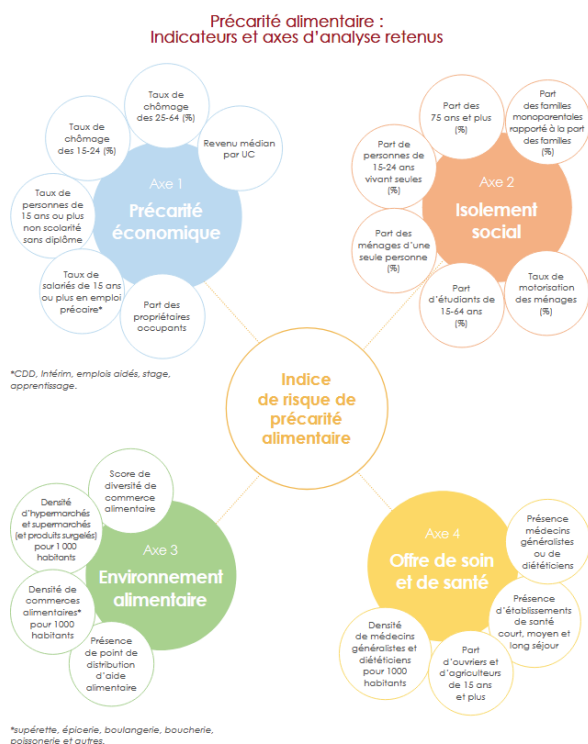 Précarité alimentaire :
Indicateurs et axes d'analyse retenus
Taux de
chômage
des 25-64 (%)
Taux de
chômage
des 15-24 (%)
Revenu médian
par UC
Axe 1
Précarité
économique
Taux de
personnes de
15 ans ou plus
non scolarité
sans diplôme
Taux de
salariés de 15 ans
ou plus en emploi
précaire*
Part des
propriétaires
occupants
*CDD, Intérim, emplois aidés, stage,
apprentissage.
Part des
75 ans et plus
(%)
Part
des familles
monoparentales
rapporté à la part
des familles
(%)
Part de
personnes de
15-24 ans
vivant seules
(%)
Axe 2
Isolement
social
Part des
ménages d'une
seule personne
(%)
Part
d'étudiants de
15-64 ans
(%)
Taux de
motorisation
des ménages
(%)
Indice
de risque de
précarité
alimentaire
Score de
diversité de
commerce
alimentaire
Densité
d'hypermarchés
et supermarchés
(et produits surgelés)
pour 1 000
habitants
Axe 3
Environnement
alimentaire
Densité de
commerces
alimentaires*
pour 1000
habitants
Présence
de point de
distribution
d'aide
alimentaire
*supérette, épicerie, boulangerie, boucherie,
poissonerie et autres.
Axe 4
Offre de soin
et de santé
Présence
médecins
généralistes
ou de
diététiciens
Présence
d'établissements
de santé
court, moyen et
long séjour
Densité
de médecins
généralistes et
diététiciens
pour 1000
habitants
Part
d'ouvriers et
d'agriculteurs
de 15 ans
et plus